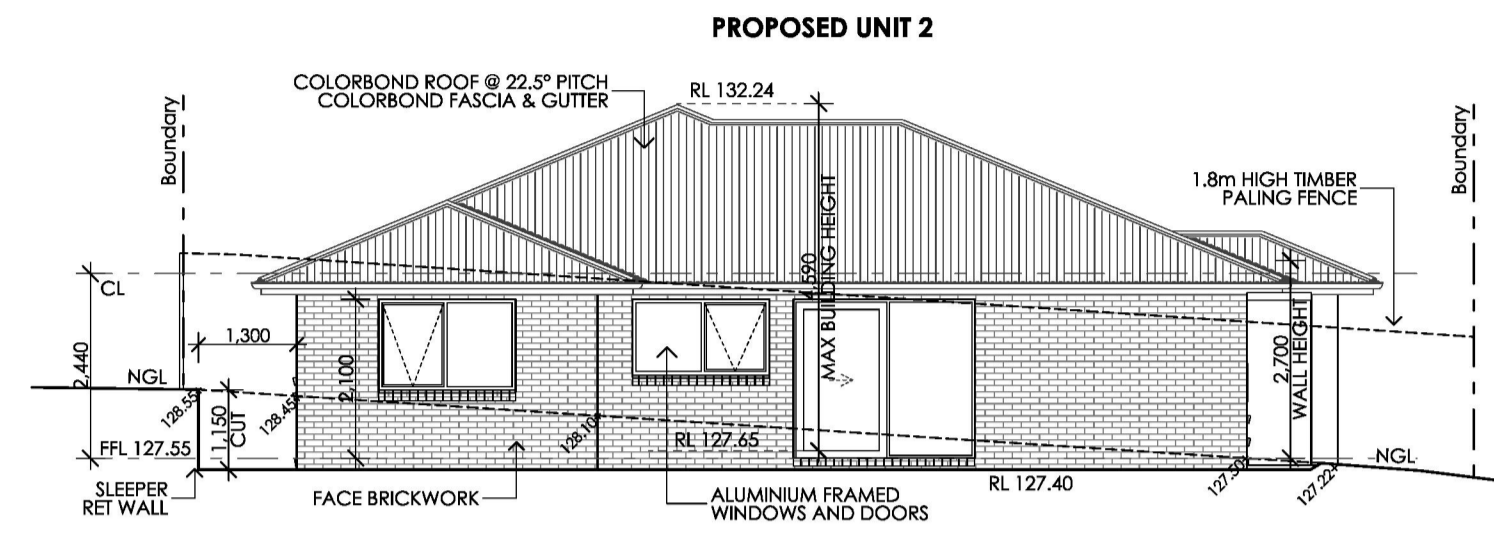 PROPOSED UNIT 2
COLORBOND ROOF @ 22.5° PITCH
COLORBOND FASCIA & GUTTER
RL 132.24
Boundary
Boundary
1.8m HIGH TIMBER
PALING FENCE
CL
1,300
2,440
NGL
2,100
MAX BUILDING HEIGHT
2,700
WALL HEIGHT
128.55
128.45
128.10
1,150
CUT
FFL 127.55
RL 127.65
NGL
127.50
127.22
RL 127.40
SLEEPER
RET WALL
FACE BRICKWORK
ALUMINIUM FRAMED
WINDOWS AND DOORS